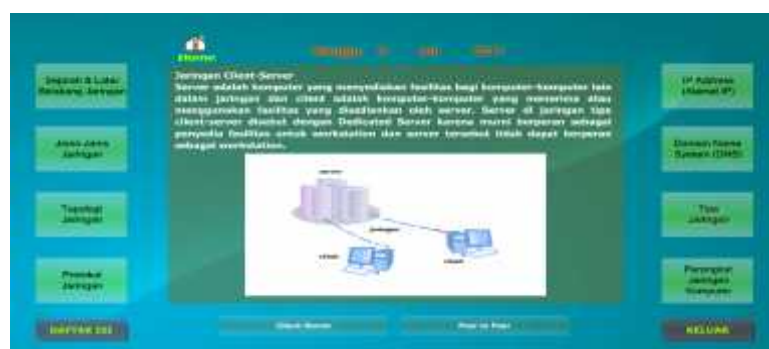 Home
Jaringan Client-Server
Server adalah komputer yang menyediakan fasilitas bagi komputer-komputer lain
dalam jaringan dan client adalah komputer-komputer yang menerima atau
menggunakan fasilitas yang disediakan oleh server. Server di jaringan tipe
client-server disebut dengan Dedicated Server karena murni berperan sebagai
penyedia fasilitas untuk workstation dan server tersebut tidak dapat berperan
sebagai workstation.
Sejarah & Latar
Belakang Jaringan
Jenis-Jenis
Jaringan
Topologi
Jaringan
Protokol
Jaringan
DAFTAR ISI
Server
Jaringan
client
client
IP Address
(Alamat IP)
Domain Name
System (DNS)
Tipe
Jaringan
Perangkat
Jaringan
Komputer
KELUAR
Client-Server
Peer to Peer